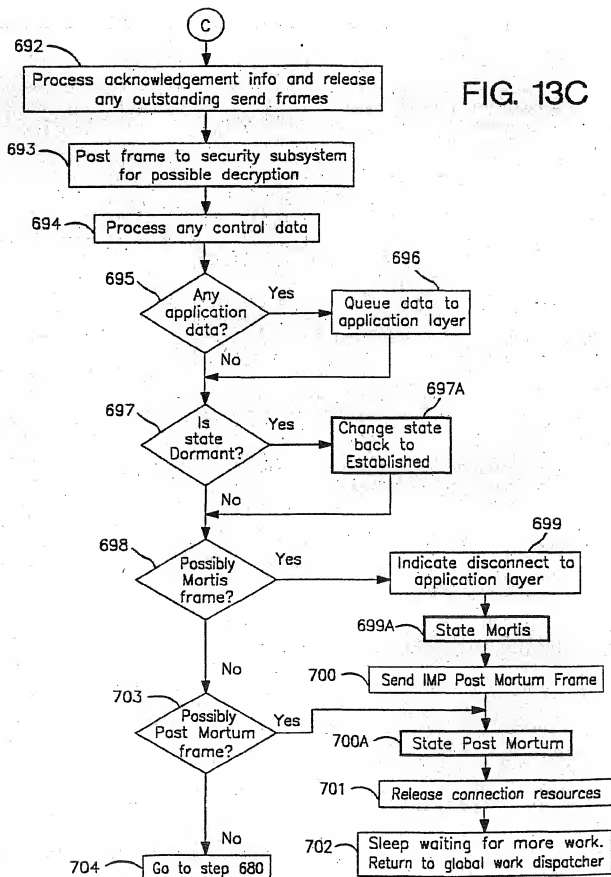 C
692
Process acknowledgement info and release
any outstanding send frames
FIG. 13C
693
Post frame to security subsystem
for possible decryption
694
Process any control data
695
Any
application
data?
Yes
696
Queue data to
application layer
No
697
Is
state
Dormant?
Yes
697A
Change state
back to
Established
No
698
Possibly
Mortis
frame?
Yes
699
Indicate disconnect to
application layer
699A
State Mortis
No
700
Send IMP Post Mortum Frame
703
Possibly
Post Mortum
frame?
Yes
700A
State Post Mortum
701
Release connection resources
No
702
Sleep waiting for more work.
Return to global work dispatcher
704
Go to step 680